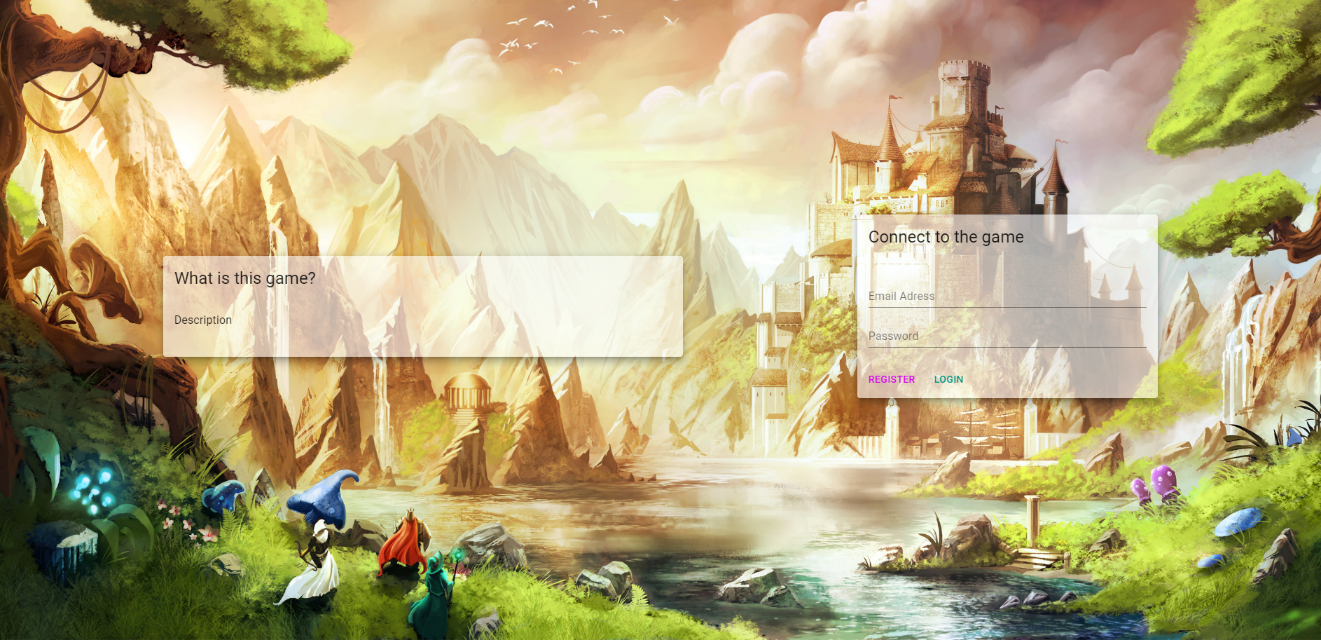 What is this game?
Description
Connect to the game
Email Adress
Password
REGISTER LOGIN